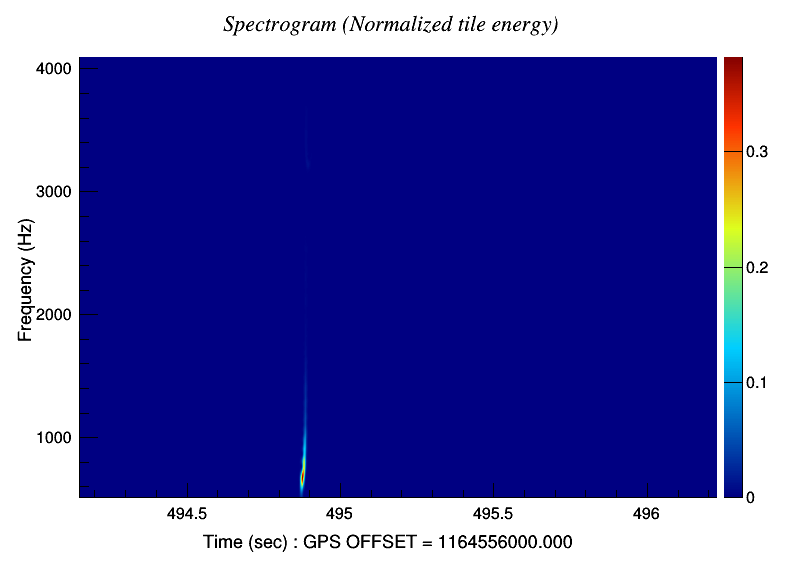 Spectrogram (Normalized tile energy)
4000
3000
2000
1000
Frequency (Hz)
0.3
0.2
0.1
0
494.5 495 495.5 496
Time (sec) : GPS OFFSET = 1164556000.000